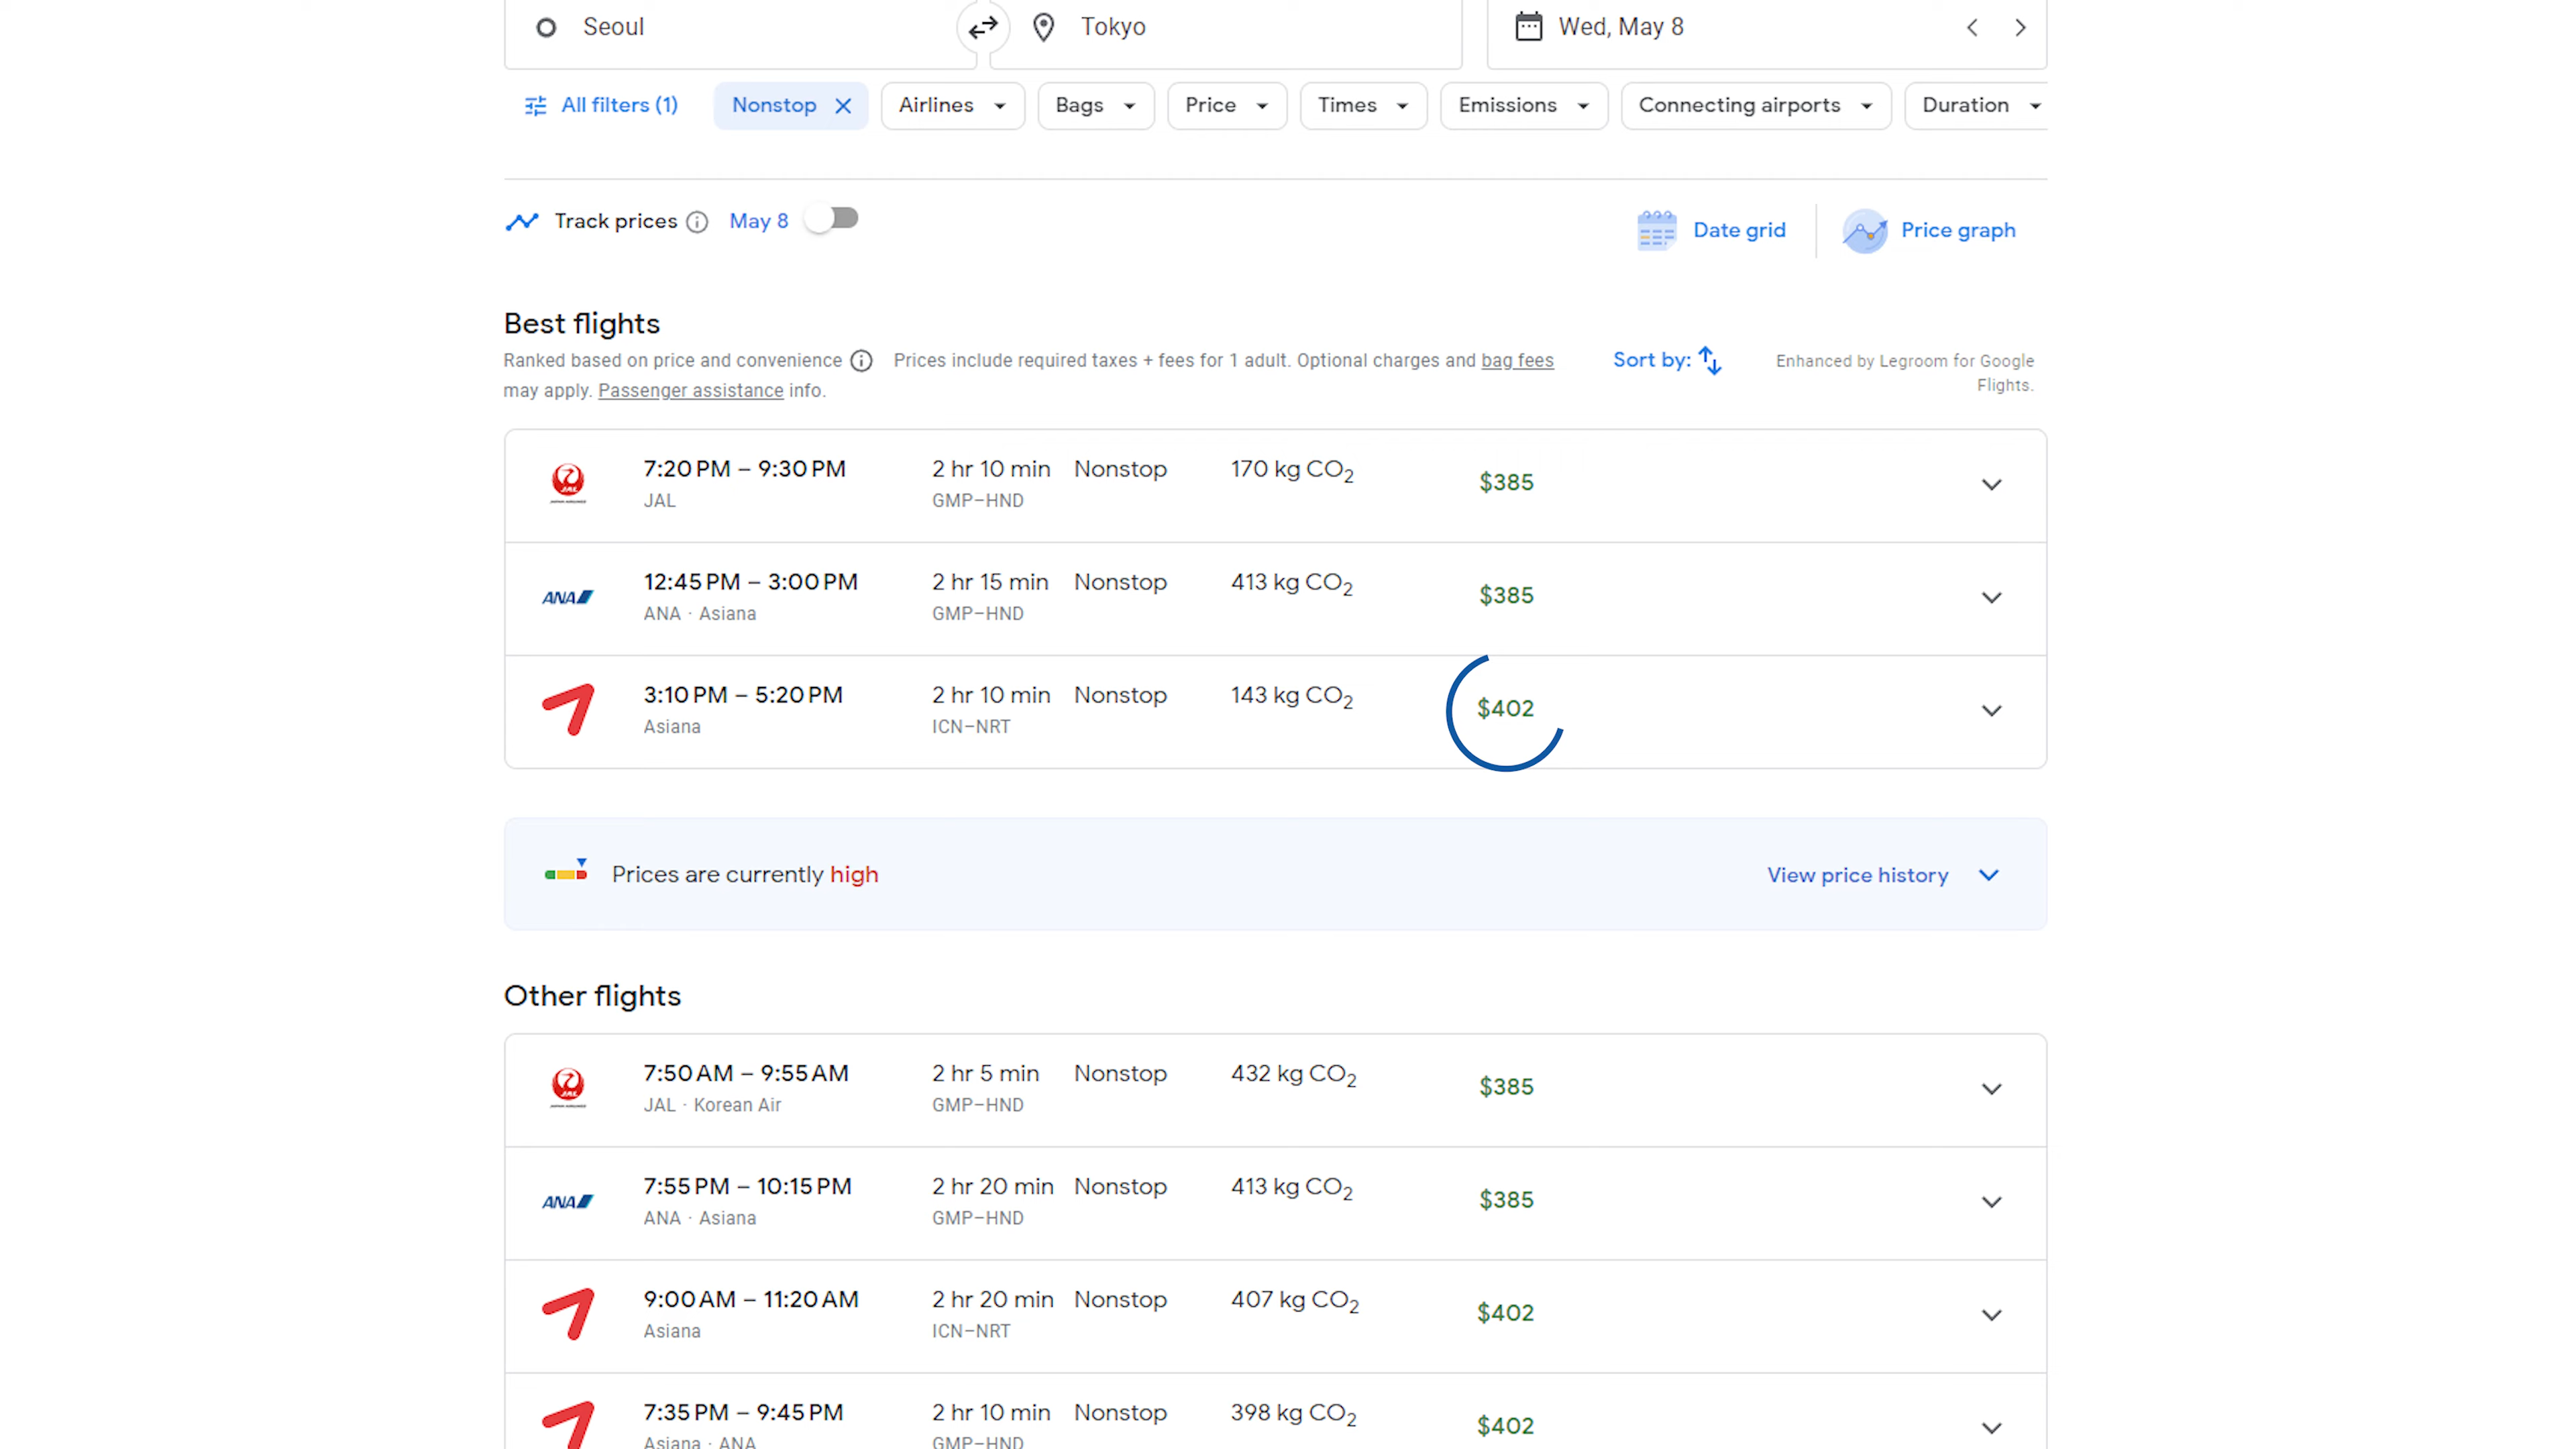 Seoul
Tokyo
Wed, May 8
All filters (1)
Nonstop
Airlines
Bags
Price
Times
Emissions
Connecting airports
Duration
Track prices
May 8
Date grid
Price graph
Best flights
Ranked based on price and convenience Prices include required taxes + fees for 1 adult. Optional charges and bag fees
may apply. Passenger assistance info.
Sort by:
Enhanced by Legroom for Google
Flights.
JAL
7:20 PM – 9:30 PM 2 hr 10 min Nonstop 170 kg CO2 $385
JAL GMP–HND
ANA
12:45 PM – 3:00 PM 2 hr 15 min Nonstop 413 kg CO2 $385
ANA · Asiana GMP–HND
3:10 PM – 5:20 PM 2 hr 10 min Nonstop 143 kg CO2 $402
Asiana ICN–NRT
Prices are currently high
View price history
Other flights
JAL
7:50 AM – 9:55 AM 2 hr 5 min Nonstop 432 kg CO2 $385
JAL · Korean Air GMP–HND
ANA
7:55 PM – 10:15 PM 2 hr 20 min Nonstop 413 kg CO2 $385
ANA · Asiana GMP–HND
9:00 AM – 11:20 AM 2 hr 20 min Nonstop 407 kg CO2 $402
Asiana ICN–NRT
7:35 PM – 9:45 PM 2 hr 10 min Nonstop 398 kg CO2 $402
Asiana · ANA GMP–HND